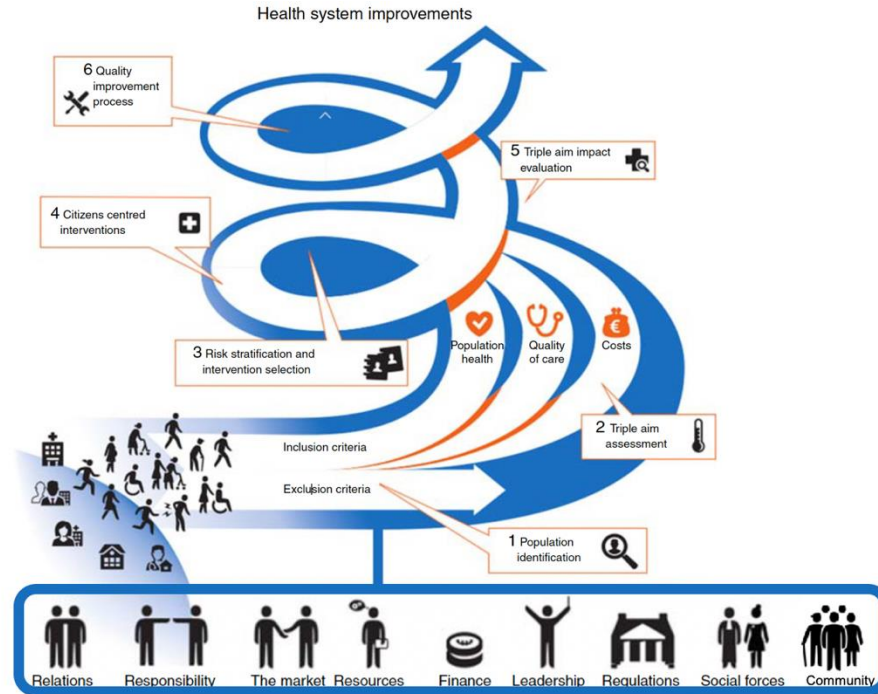 Health system improvements
6 Quality
improvement
process
5 Triple aim impact
evaluation
4 Citizens centred
interventions
3 Risk stratification and
intervention selection
Population
health
Quality
of care
Costs
2 Triple aim
assessment
Inclusion criteria
Exclusion criteria
1 Population
identification
Relations Responsibility The market Resources Finance Leadership Regulations Social forces Community